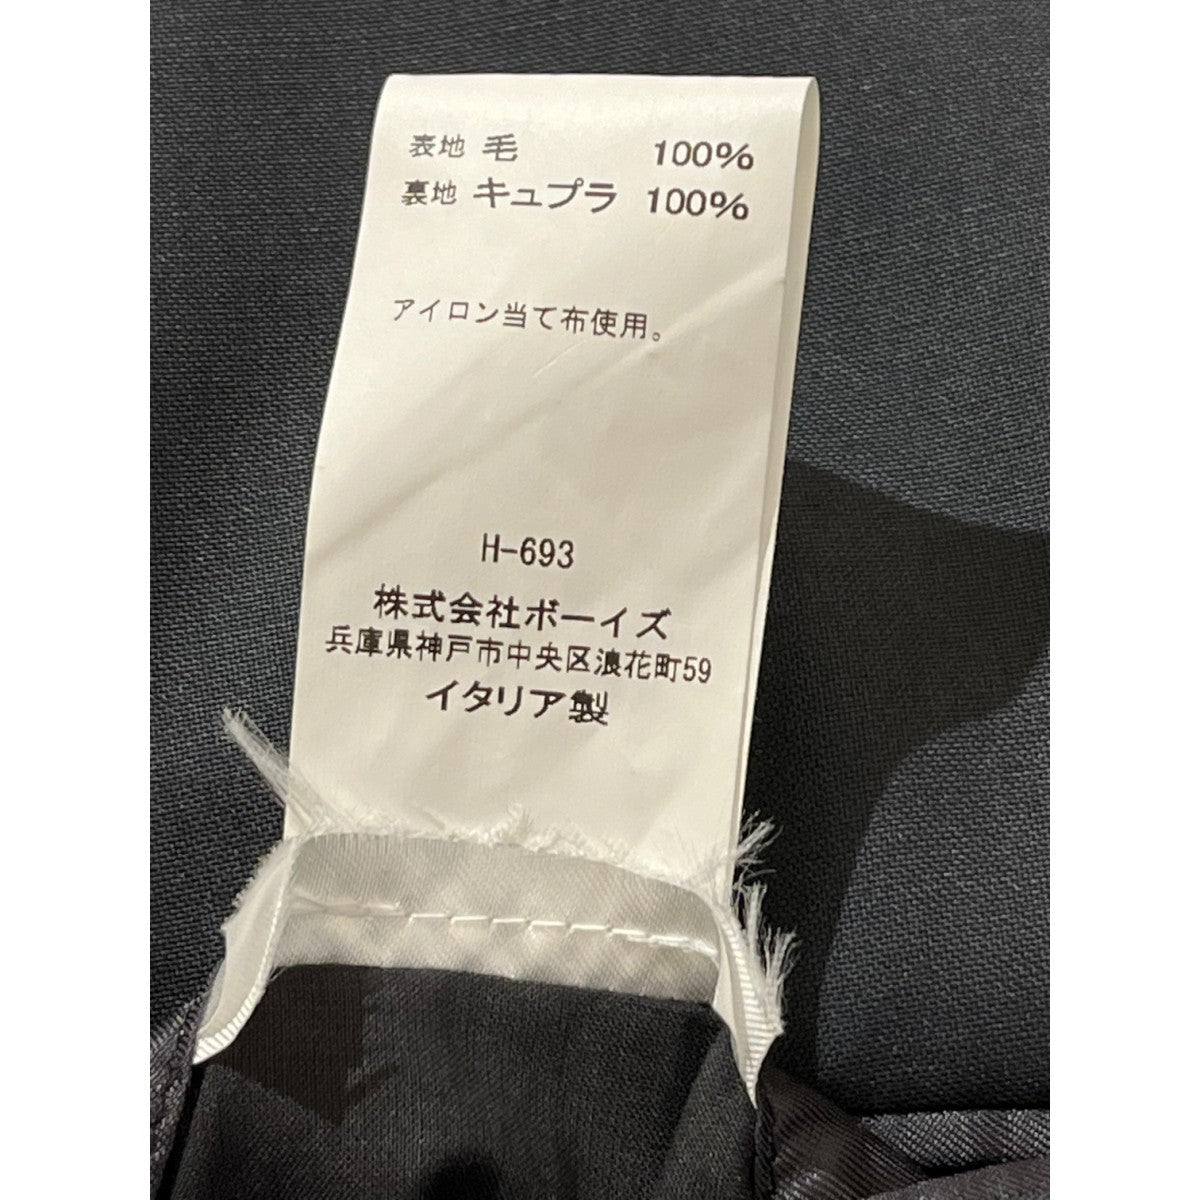 表地 毛 100%
裏地 キュプラ 100%
アイロン当て布使用。
H-693
株式会社ボーイズ
兵庫県神戸市中央区浪花町59
イタリア製